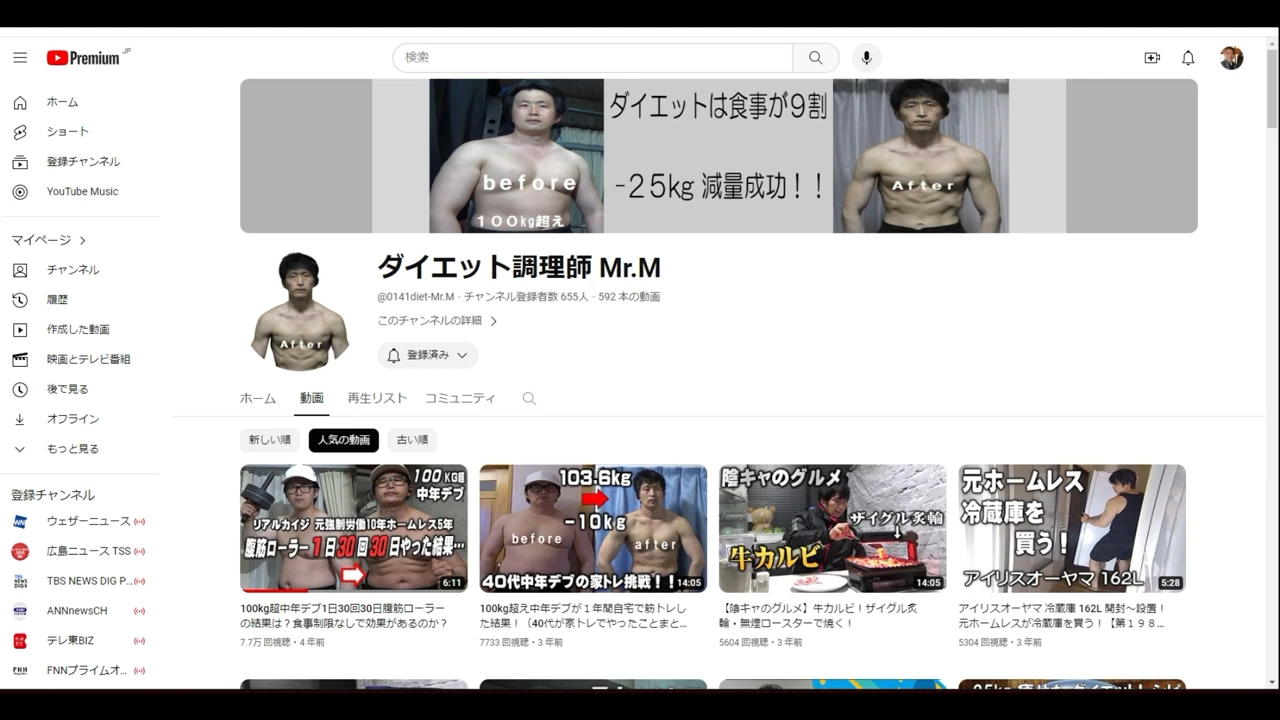 Premium JP
検索
ホーム
ショート
登録チャンネル
YouTube Music
マイページ
チャンネル
履歴
作成した動画
映画とテレビ番組
後で見る
オフライン
もっと見る
登録チャンネル
ウェザーニュース
広島ニュース TSS
TBS NEWS DIG P...
ANNnewsCH
テレ東BIZ
FNNプライムオ...
before
100kg超え
ダイエットは食事が9割
-25kg 減量成功！！
After
After
ダイエット調理師 Mr.M
@0141diet-Mr.M・チャンネル登録者数 655人・592 本の動画
このチャンネルの詳細
登録済み
ホーム
動画
再生リスト
コミュニティ
新しい順
人気の動画
古い順
100KG超
中年デブ
リアルカイジ 元強制労働10年ホームレス5年
腹筋ローラー1日30回30日やった結果…
6:11
100kg超中年デブ1日30回30日腹筋ローラー
の結果は？食事制限なしで効果があるのか？
7.7万 回視聴・4 年前
103.6kg
-10kg
before
after
40代中年デブの家トレ挑戦！！
14:05
100kg超え中年デブが１年間自宅で筋トレし
た結果！（40代が家トレでやったことまと...
7733 回視聴・3 年前
陰キャのグルメ
ザイグル炙輪
牛カルビ
14:05
【陰キャのグルメ】牛カルビ！ザイグル炙
輪・無煙ロースターで焼く！
5604 回視聴・3 年前
元ホームレス
冷蔵庫を
買う！
アイリスオーヤマ 162L
5:28
アイリスオーヤマ 冷蔵庫 162L 開封～設置！
元ホームレスが冷蔵庫を買う！【第１９８...
5304 回視聴・3 年前